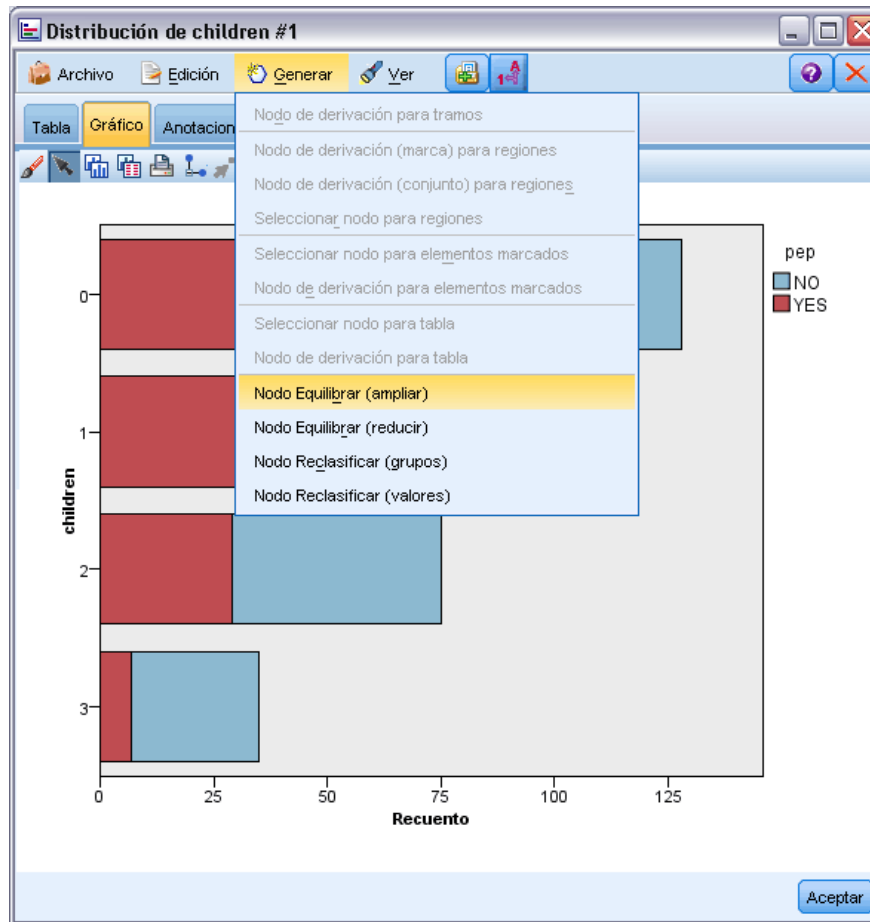 Distribución de children #1
Archivo Edición Generar Ver
Tabla Gráfico Anotacion
Nodo de derivación para tramos
Nodo de derivación (marca) para regiones
Nodo de derivación (conjunto) para regiones
Seleccionar nodo para regiones
Seleccionar nodo para elementos marcados
Nodo de derivación para elementos marcados
Seleccionar nodo para tabla
Nodo de derivación para tabla
Nodo Equilibrar (ampliar)
Nodo Equilibrar (reducir)
Nodo Reclasificar (grupos)
Nodo Reclasificar (valores)
pep
NO
YES
children
0
1
2
3
0 25 50 75 100 125
Recuento
Aceptar